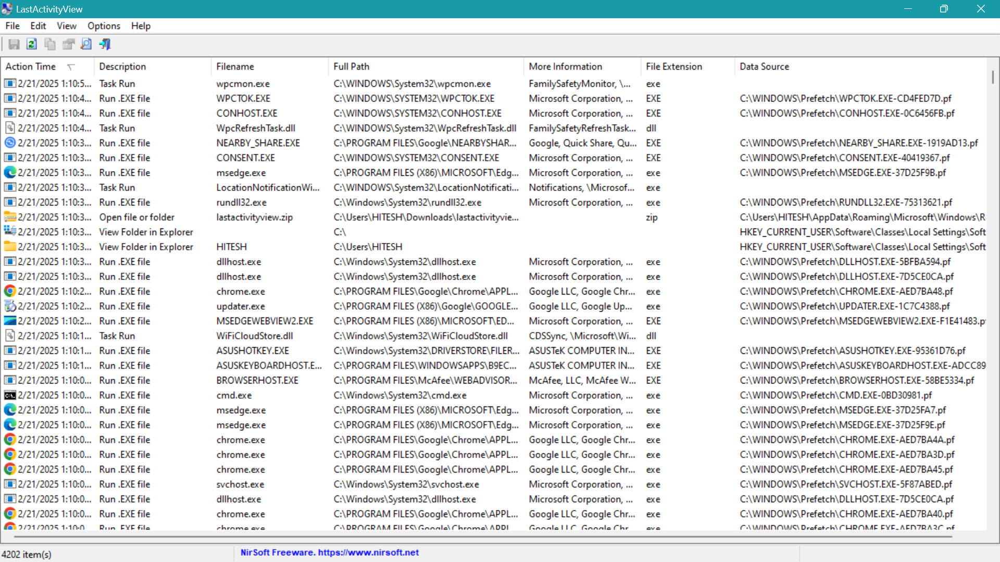 LastActivityView
File Edit View Options Help
Action Time Description Filename Full Path More Information File Extension Data Source
2/21/2025 1:10:5... Task Run wpcmon.exe C:\WINDOWS\System32\wpcmon.exe FamilySafetyMonitor, \... exe
2/21/2025 1:10:4... Run .EXE file WPCTOK.EXE C:\WINDOWS\SYSTEM32\WPCTOK.EXE Microsoft Corporation, ... EXE C:\WINDOWS\Prefetch\WPCTOK.EXE-CD4FED7D.pf
2/21/2025 1:10:4... Run .EXE file CONHOST.EXE C:\WINDOWS\SYSTEM32\CONHOST.EXE Microsoft Corporation, ... EXE C:\WINDOWS\Prefetch\CONHOST.EXE-0C6456FB.pf
2/21/2025 1:10:4... Task Run WpcRefreshTask.dll C:\WINDOWS\System32\WpcRefreshTask.dll FamilySafetyRefreshTask... dll
2/21/2025 1:10:3... Run .EXE file NEARBY_SHARE.EXE C:\PROGRAM FILES\Google\NEARBYSHAR... Google, Quick Share, Qu... EXE C:\WINDOWS\Prefetch\NEARBY_SHARE.EXE-1919AD13.pf
2/21/2025 1:10:3... Run .EXE file CONSENT.EXE C:\WINDOWS\SYSTEM32\CONSENT.EXE Microsoft Corporation, ... EXE C:\WINDOWS\Prefetch\CONSENT.EXE-40419367.pf
2/21/2025 1:10:3... Run .EXE file msedge.exe C:\PROGRAM FILES (X86)\MICROSOFT\Edg... Microsoft Corporation, ... exe C:\WINDOWS\Prefetch\MSEDGE.EXE-37D25F9B.pf
2/21/2025 1:10:3... Task Run LocationNotificationWi... C:\WINDOWS\System32\LocationNotificati... Notifications, \Microsof... exe
2/21/2025 1:10:3... Run .EXE file rundll32.exe C:\Windows\System32\rundll32.exe Microsoft Corporation, ... exe C:\WINDOWS\Prefetch\RUNDLL32.EXE-75313621.pf
2/21/2025 1:10:3... Open file or folder lastactivityview.zip C:\Users\HITESH\Downloads\lastactivityvie... zip C:\Users\HITESH\AppData\Roaming\Microsoft\Windows\R
2/21/2025 1:10:3... View Folder in Explorer C:\ HKEY_CURRENT_USER\Software\Classes\Local Settings\Soft
2/21/2025 1:10:3... View Folder in Explorer HITESH C:\Users\HITESH HKEY_CURRENT_USER\Software\Classes\Local Settings\Soft
2/21/2025 1:10:3... Run .EXE file dllhost.exe C:\Windows\System32\dllhost.exe Microsoft Corporation, ... exe C:\WINDOWS\Prefetch\DLLHOST.EXE-5BFBA594.pf
2/21/2025 1:10:3... Run .EXE file dllhost.exe C:\Windows\System32\dllhost.exe Microsoft Corporation, ... exe C:\WINDOWS\Prefetch\DLLHOST.EXE-7D5CE0CA.pf
2/21/2025 1:10:2... Run .EXE file chrome.exe C:\PROGRAM FILES\Google\Chrome\APPL... Google LLC, Google Chr... exe C:\WINDOWS\Prefetch\CHROME.EXE-AED7BA48.pf
2/21/2025 1:10:2... Run .EXE file updater.exe C:\PROGRAM FILES (X86)\Google\GOOGLE... Google LLC, Google Up... exe C:\WINDOWS\Prefetch\UPDATER.EXE-1C7C4388.pf
2/21/2025 1:10:2... Run .EXE file MSEDGEWEBVIEW2.EXE C:\PROGRAM FILES (X86)\MICROSOFT\ED... Microsoft Corporation, ... EXE C:\WINDOWS\Prefetch\MSEDGEWEBVIEW2.EXE-F1E41483.p
2/21/2025 1:10:1... Task Run WiFiCloudStore.dll C:\Windows\System32\WiFiCloudStore.dll CDSSync, \Microsoft\Wi... dll
2/21/2025 1:10:1... Run .EXE file ASUSHOTKEY.EXE C:\Windows\System32\DRIVERSTORE\FILER... ASUSTeK COMPUTER IN... EXE C:\WINDOWS\Prefetch\ASUSHOTKEY.EXE-95361D76.pf
2/21/2025 1:10:1... Run .EXE file ASUSKEYBOARDHOST.E... C:\PROGRAM FILES\WINDOWSAPPS\B9EC... ASUSTeK COMPUTER IN... EXE C:\WINDOWS\Prefetch\ASUSKEYBOARDHOST.EXE-ADCC89
2/21/2025 1:10:0... Run .EXE file BROWSERHOST.EXE C:\PROGRAM FILES\McAfee\WEBADVISOR... McAfee, LLC, McAfee W... EXE C:\WINDOWS\Prefetch\BROWSERHOST.EXE-58BE5334.pf
2/21/2025 1:10:0... Run .EXE file cmd.exe C:\Windows\System32\cmd.exe Microsoft Corporation, ... exe C:\WINDOWS\Prefetch\CMD.EXE-0BD30981.pf
2/21/2025 1:10:0... Run .EXE file msedge.exe C:\PROGRAM FILES (X86)\MICROSOFT\Edg... Microsoft Corporation, ... exe C:\WINDOWS\Prefetch\MSEDGE.EXE-37D25FA7.pf
2/21/2025 1:10:0... Run .EXE file msedge.exe C:\PROGRAM FILES (X86)\MICROSOFT\Edg... Microsoft Corporation, ... exe C:\WINDOWS\Prefetch\MSEDGE.EXE-37D25F9E.pf
2/21/2025 1:10:0... Run .EXE file chrome.exe C:\PROGRAM FILES\Google\Chrome\APPL... Google LLC, Google Chr... exe C:\WINDOWS\Prefetch\CHROME.EXE-AED7BA4A.pf
2/21/2025 1:10:0... Run .EXE file chrome.exe C:\PROGRAM FILES\Google\Chrome\APPL... Google LLC, Google Chr... exe C:\WINDOWS\Prefetch\CHROME.EXE-AED7BA3D.pf
2/21/2025 1:10:0... Run .EXE file chrome.exe C:\PROGRAM FILES\Google\Chrome\APPL... Google LLC, Google Chr... exe C:\WINDOWS\Prefetch\CHROME.EXE-AED7BA45.pf
2/21/2025 1:10:0... Run .EXE file svchost.exe C:\Windows\System32\svchost.exe Microsoft Corporation, ... exe C:\WINDOWS\Prefetch\SVCHOST.EXE-5F87ABED.pf
2/21/2025 1:10:0... Run .EXE file dllhost.exe C:\Windows\System32\dllhost.exe Microsoft Corporation, ... exe C:\WINDOWS\Prefetch\DLLHOST.EXE-7D5CE0CA.pf
2/21/2025 1:10:0... Run .EXE file chrome.exe C:\PROGRAM FILES\Google\Chrome\APPL... Google LLC, Google Chr... exe C:\WINDOWS\Prefetch\CHROME.EXE-AED7BA40.pf
2/21/2025 1:10:0... Run .EXE file chrome.exe C:\PROGRAM FILES\Google\Chrome\APPL... Google LLC, Google Chr... exe C:\WINDOWS\Prefetch\CHROME.EXE-AED7BA3C.pf
4202 item(s) NirSoft Freeware. https://www.nirsoft.net